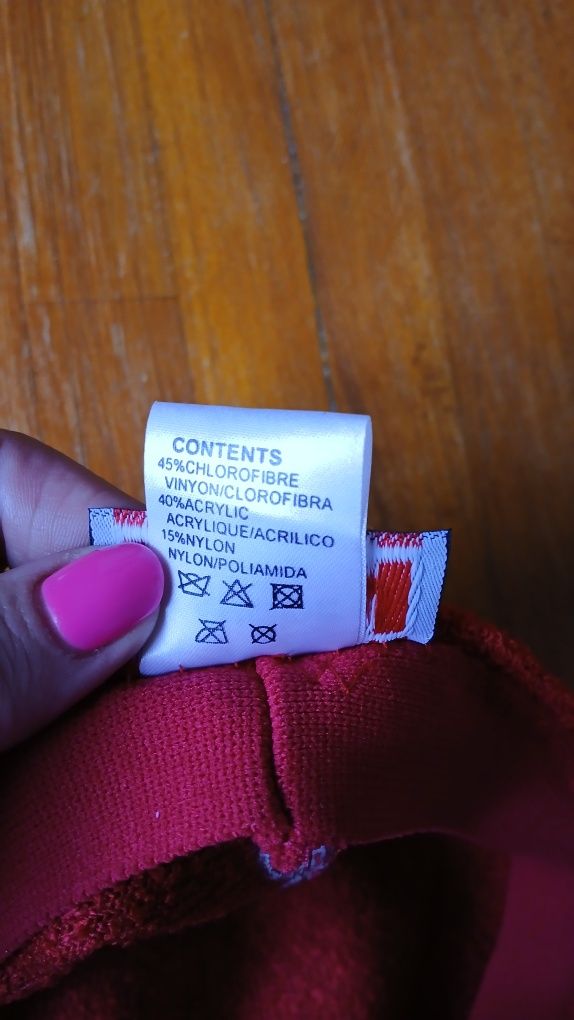 CONTENTS
45%CHLOROFIBRE
VINYON/CLOROFIBRA
40%ACRYLIC
ACRYLIQUE/ACRILICO
15%NYLON
NYLON/POLIAMIDA